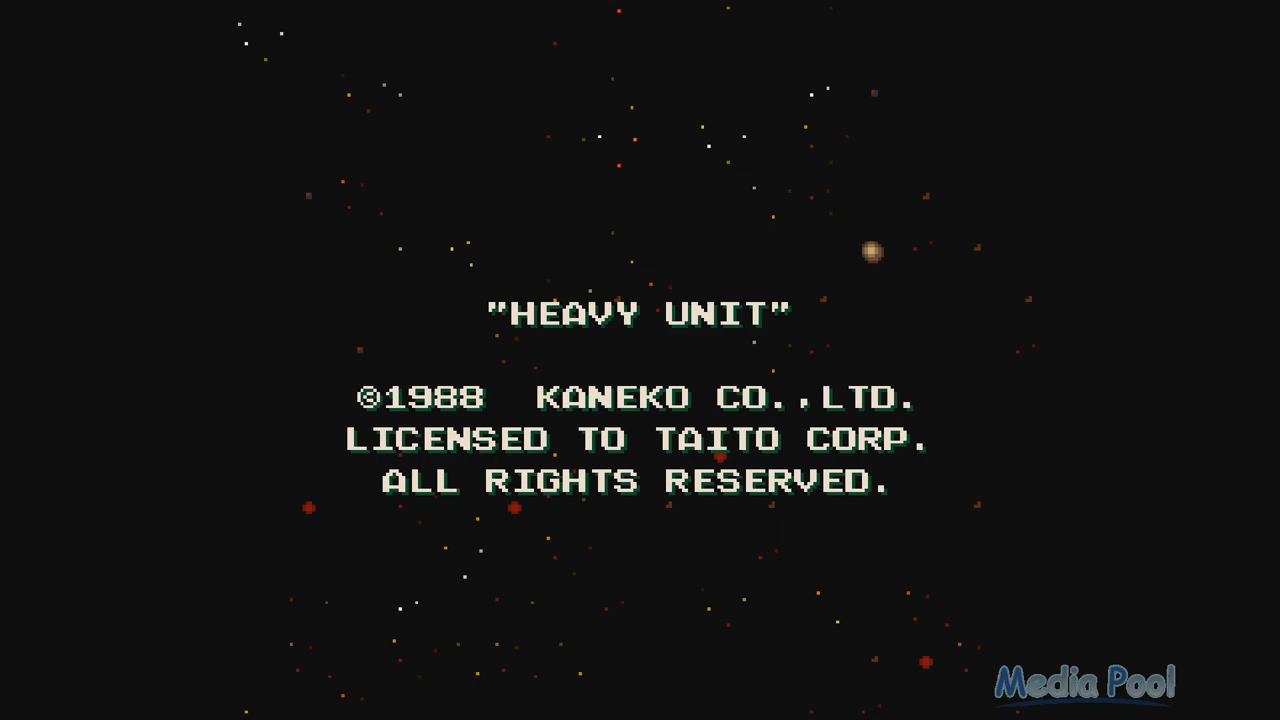 "HEAVY UNIT"
©1988 KANEKO CO.,LTD.
LICENSED TO TAITO CORP.
ALL RIGHTS RESERVED.
Media Pool